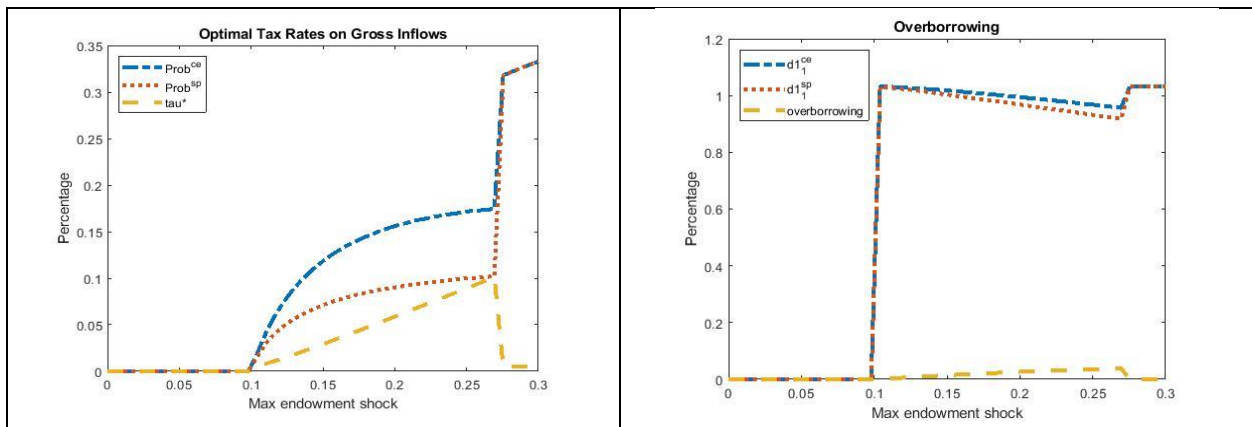 Optimal Tax Rates on Gross Inflows
0.35
0.3
0.25
0.2
0.15
0.1
0.05
0
Percentage
Prob^ce
Prob^sp
tau*
0 0.05 0.1 0.15 0.2 0.25 0.3
Max endowment shock
Overborrowing
1.2
1
0.8
0.6
0.4
0.2
0
Percentage
d1_1^ce
d1_1^sp
overborrowing
0 0.05 0.1 0.15 0.2 0.25 0.3
Max endowment shock